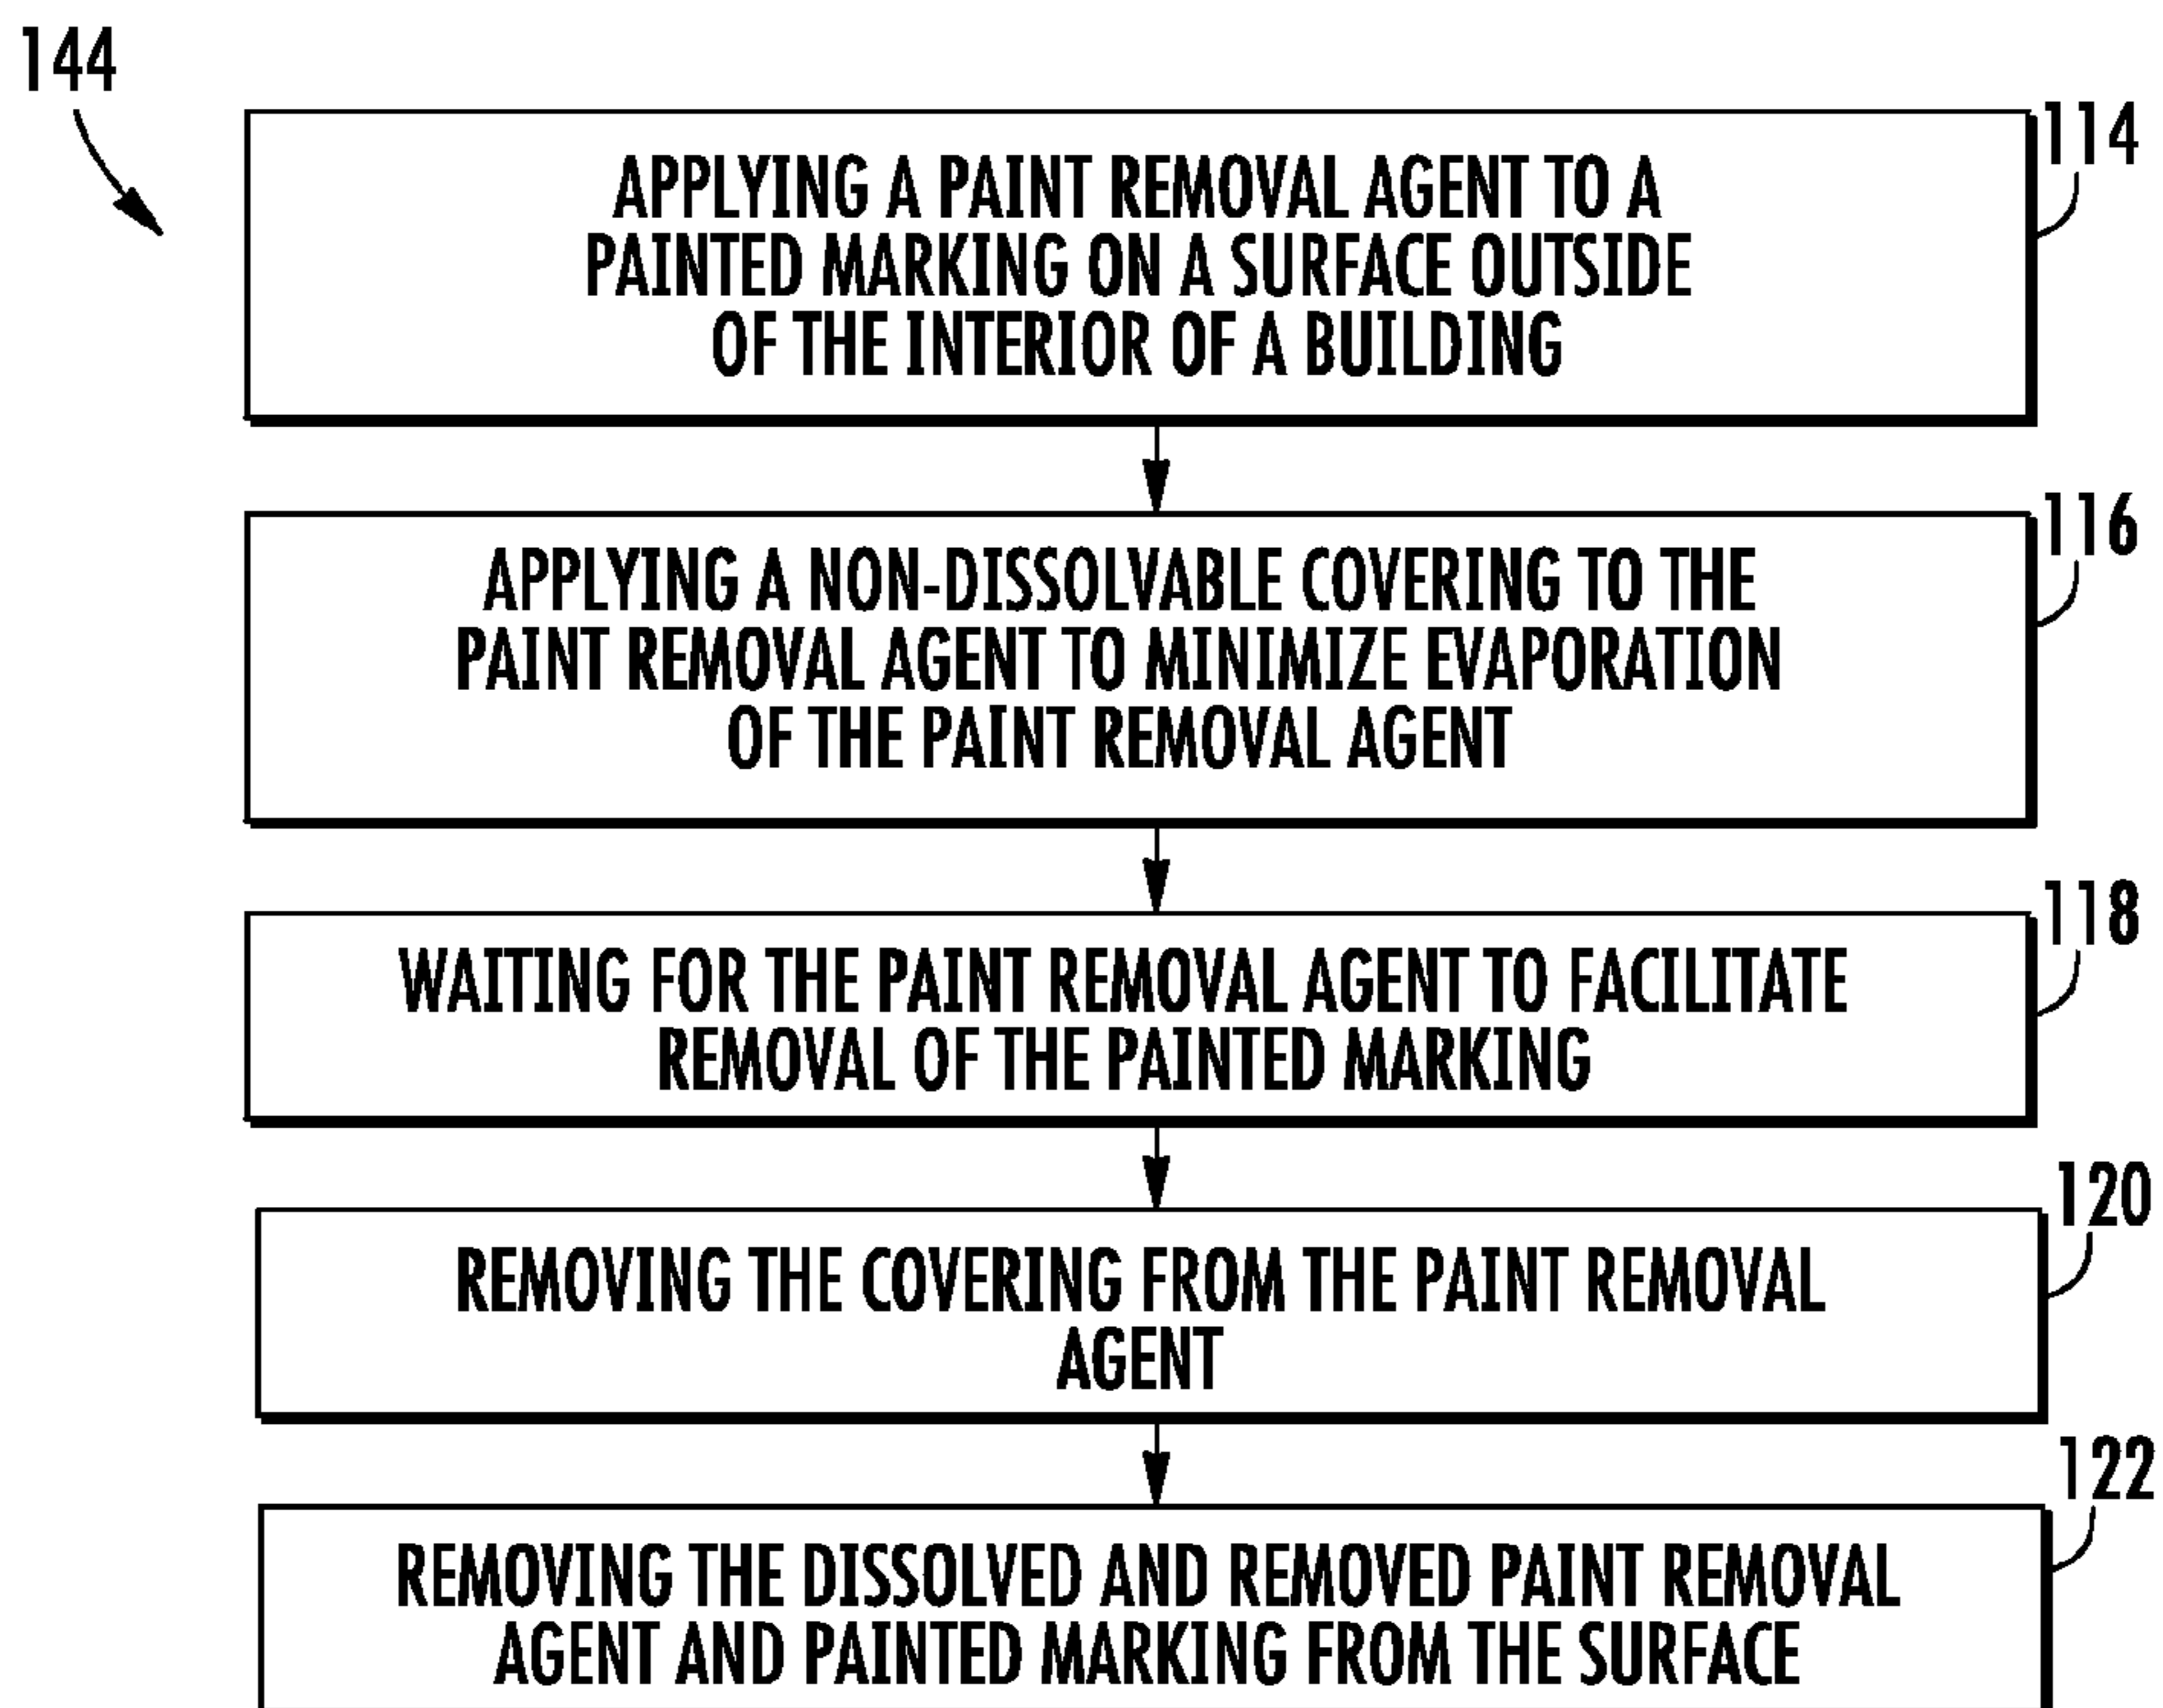 144
114
APPLYING A PAINT REMOVAL AGENT TO A
PAINTED MARKING ON A SURFACE OUTSIDE
OF THE INTERIOR OF A BUILDING
116
APPLYING A NON-DISSOLVABLE COVERING TO THE
PAINT REMOVAL AGENT TO MINIMIZE EVAPORATION
OF THE PAINT REMOVAL AGENT
118
WAITING FOR THE PAINT REMOVAL AGENT TO FACILITATE
REMOVAL OF THE PAINTED MARKING
120
REMOVING THE COVERING FROM THE PAINT REMOVAL
AGENT
122
REMOVING THE DISSOLVED AND REMOVED PAINT REMOVAL
AGENT AND PAINTED MARKING FROM THE SURFACE